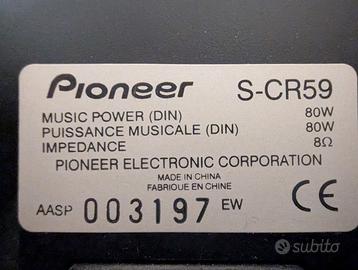 Pioneer S-CR59
MUSIC POWER (DIN) 80W
PUISSANCE MUSICALE (DIN) 80W
IMPEDANCE 8Ω
PIONEER ELECTRONIC CORPORATION
MADE IN CHINA
FABRIQUE EN CHINE
AASP 003197 EW CE
subito